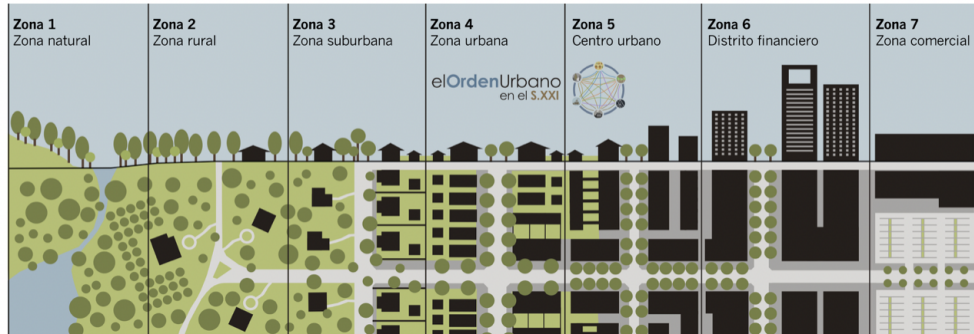 Zona 1
Zona natural
Zona 2
Zona rural
Zona 3
Zona suburbana
Zona 4
Zona urbana
Zona 5
Centro urbano
Zona 6
Distrito financiero
Zona 7
Zona comercial
elOrdenUrbano
en el S.XXI